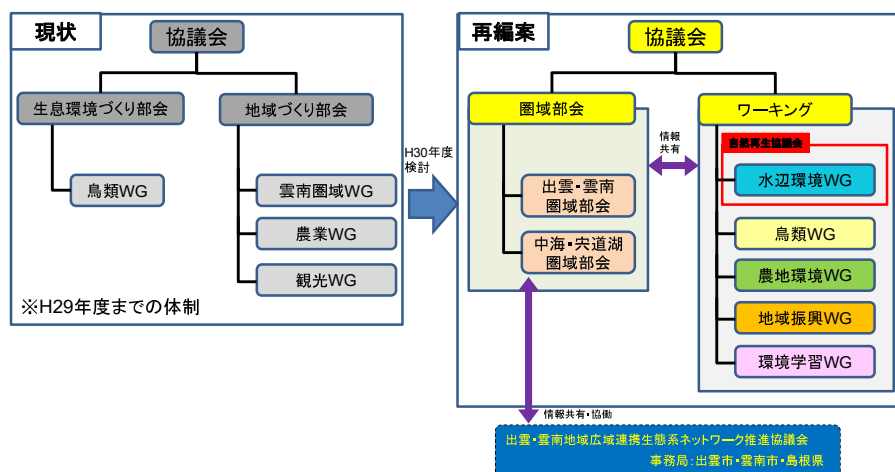 現状
協議会
生息環境づくり部会
地域づくり部会
鳥類WG
雲南圏域WG
農業WG
観光WG
※H29年度までの体制
H30年度
検討
再編案
協議会
圏域部会
ワーキング
情報
共有
自然再生協議会
出雲・雲南
圏域部会
中海・宍道湖
圏域部会
水辺環境WG
鳥類WG
農地環境WG
地域振興WG
環境学習WG
情報共有・協働
出雲・雲南地域広域連携生態系ネットワーク推進協議会
事務局:出雲市・雲南市・島根県